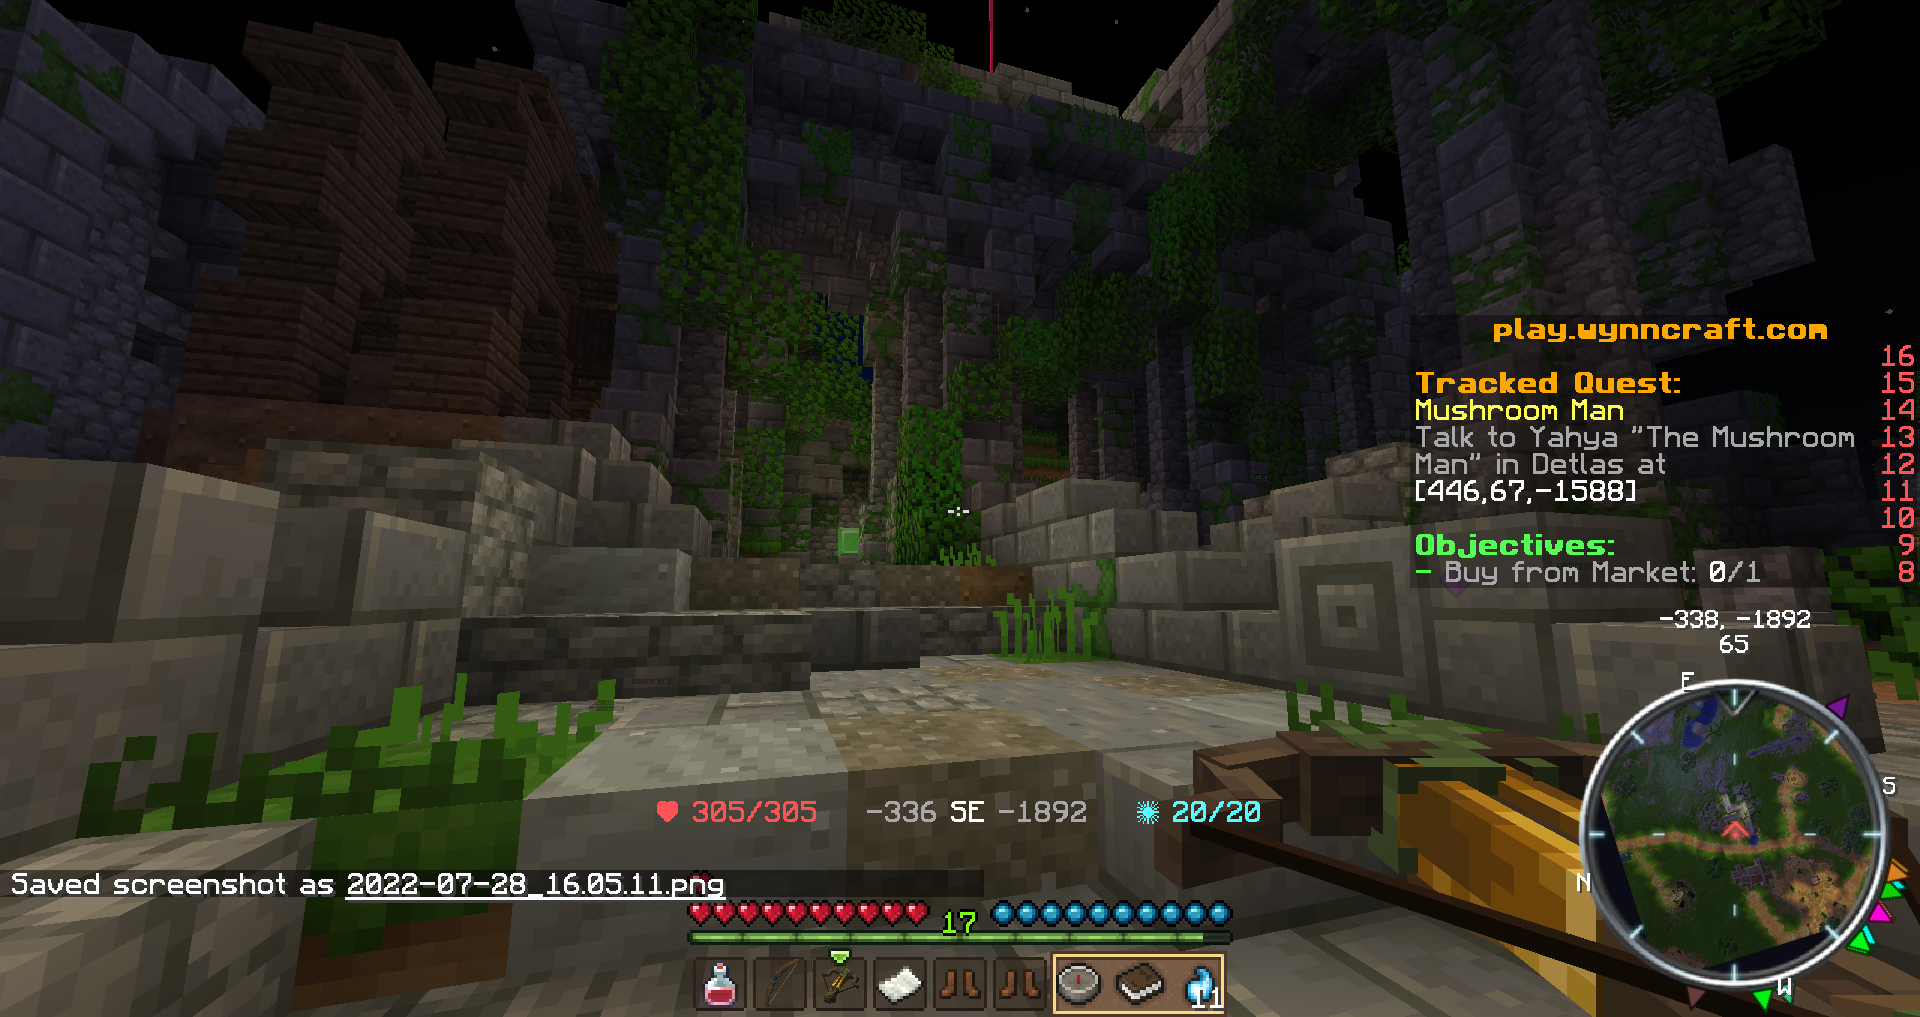 play.wynncraft.com
16
Tracked Quest: 15
Mushroom Man 14
Talk to Yahya "The Mushroom 13
Man" in Detlas at 12
[446,67,-1588] 11
10
Objectives: 9
- Buy from Market: 0/1 8
-338, -1892
65
E
S
N
W
305/305 -336 SE -1892 20/20
Saved screenshot as 2022-07-28_16.05.11.png
17
11